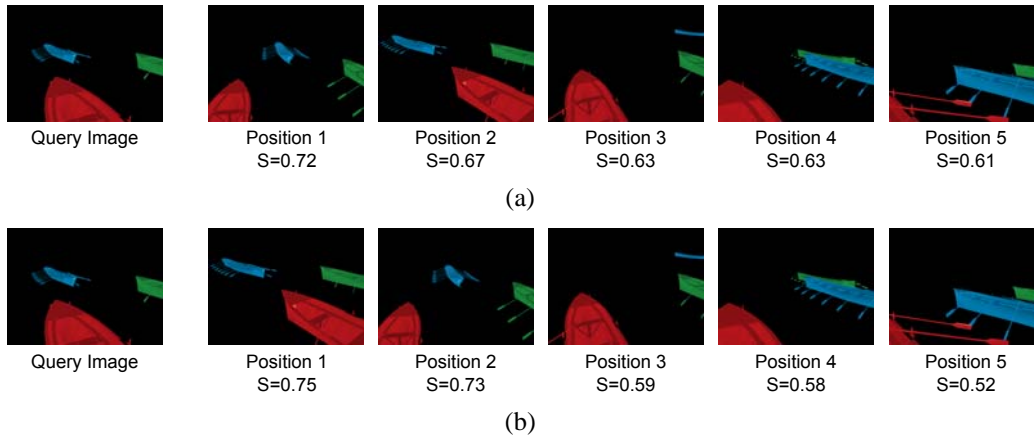 Query Image Position 1 Position 2 Position 3 Position 4 Position 5
S=0.72 S=0.67 S=0.63 S=0.63 S=0.61
(a)
Query Image Position 1 Position 2 Position 3 Position 4 Position 5
S=0.75 S=0.73 S=0.59 S=0.58 S=0.52
(b)